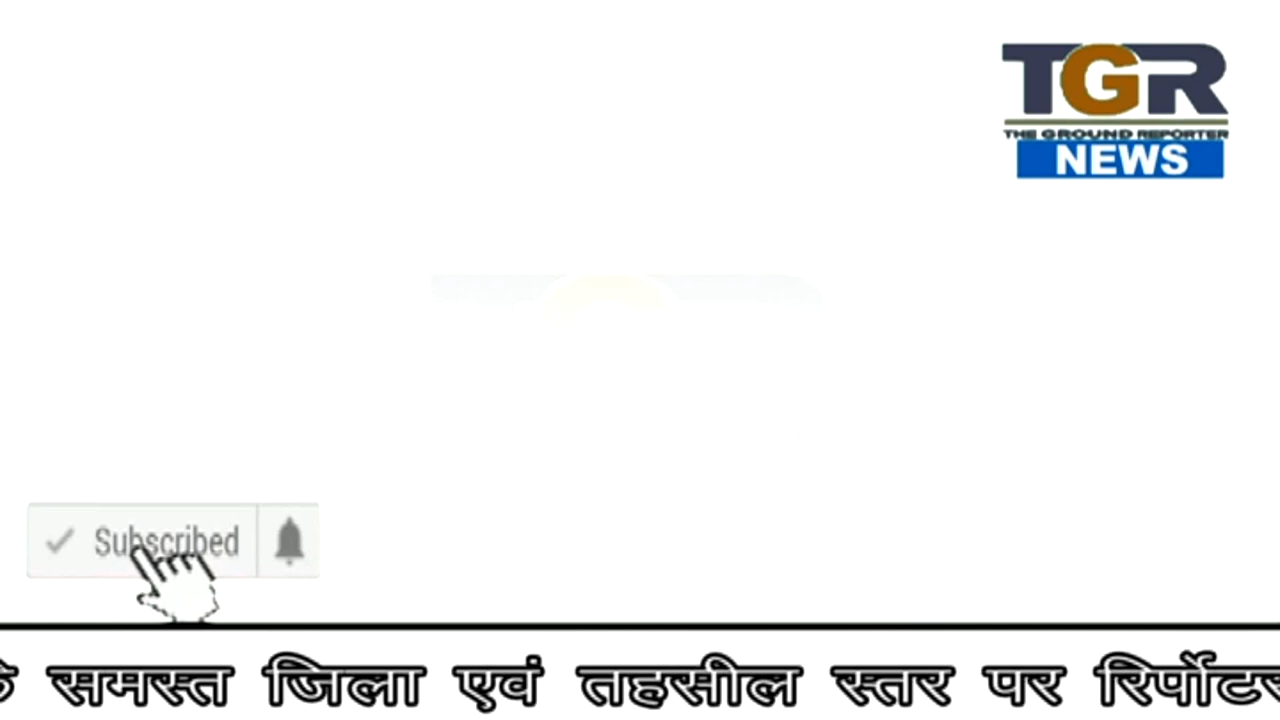 TGR
THE GROUND REPORTER
NEWS
Subscribed
समस्त जिला एवं तहसील स्तर पर